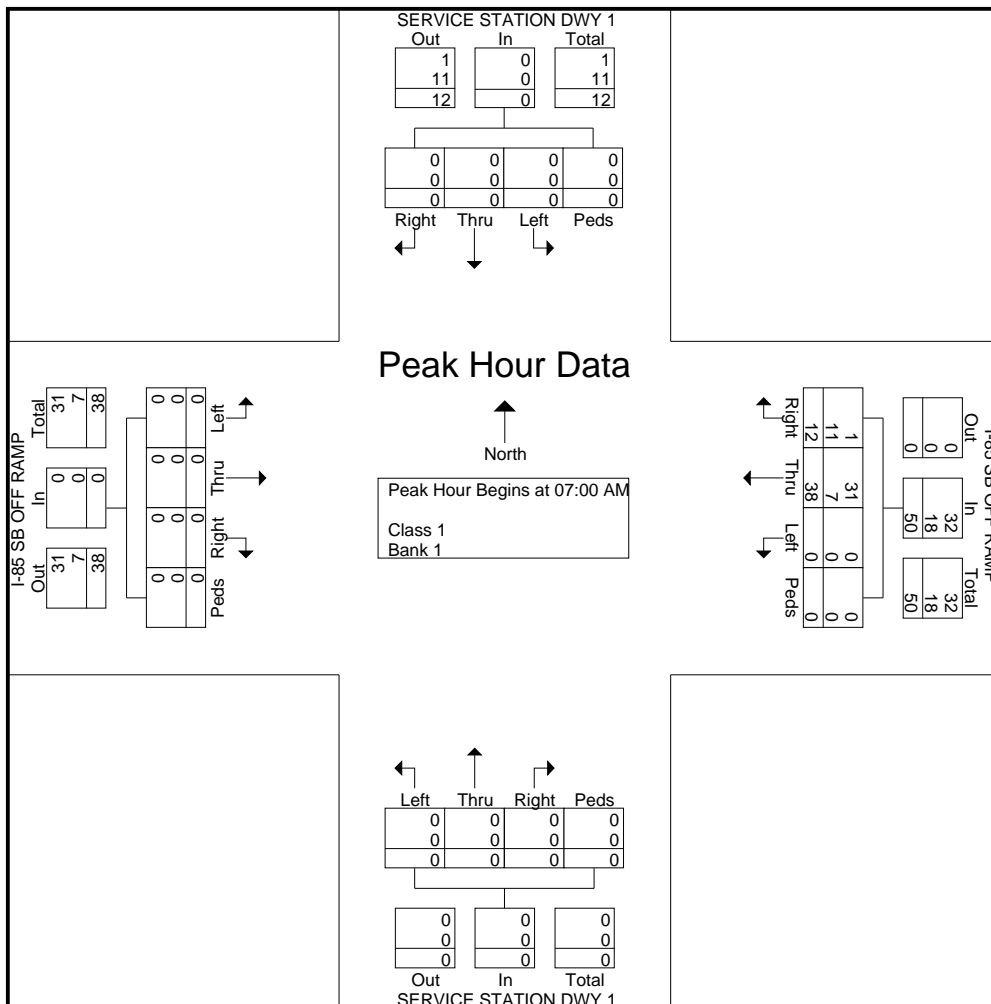 SERVICE STATION DWY 1
Out In Total
1 0 1
11 0 11
12 0 12
0 0 0 0
0 0 0 0
0 0 0 0
Right Thru Left Peds
Peak Hour Data
North
Peak Hour Begins at 07:00 AM
Class 1
Bank 1
I-85 SB OFF RAMP
Out In Total
31 0 31
7 0 7
38 0 38
Left Thru Right Peds
0 0 0 0
0 0 0 0
0 0 0 0
I-85 SB OFF RAMP
Out In Total
0 32 32
0 18 18
0 50 50
1 31 0 0
11 7 0 0
12 38 0 0
Right Thru Left Peds
Left Thru Right Peds
0 0 0 0
0 0 0 0
0 0 0 0
0 0 0
0 0 0
0 0 0
Out In Total
SERVICE STATION DWY 1